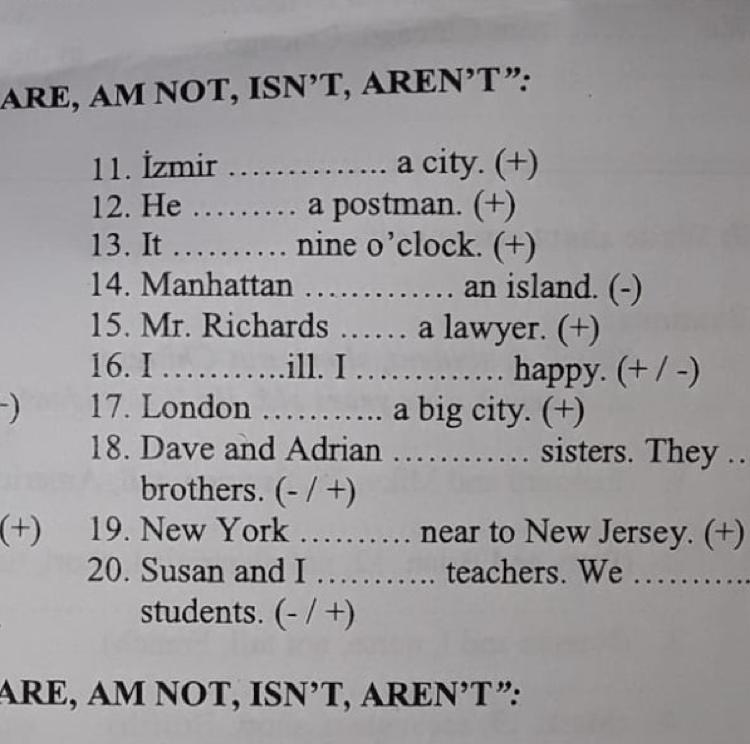 ARE, AM NOT, ISN'T, AREN'T":
11. İzmir ............... a city. (+)
12. He ......... a postman. (+)
13. It .......... nine o'clock. (+)
14. Manhattan ............. an island. (-)
15. Mr. Richards ...... a lawyer. (+)
16. I ............ill. I ............ happy. (+ / -)
-) 17. London ............ a big city. (+)
18. Dave and Adrian ............ sisters. They ..
brothers. (- / +)
(+) 19. New York .......... near to New Jersey. (+)
20. Susan and I ........... teachers. We ...........
students. (- / +)
ARE, AM NOT, ISN'T, AREN'T":